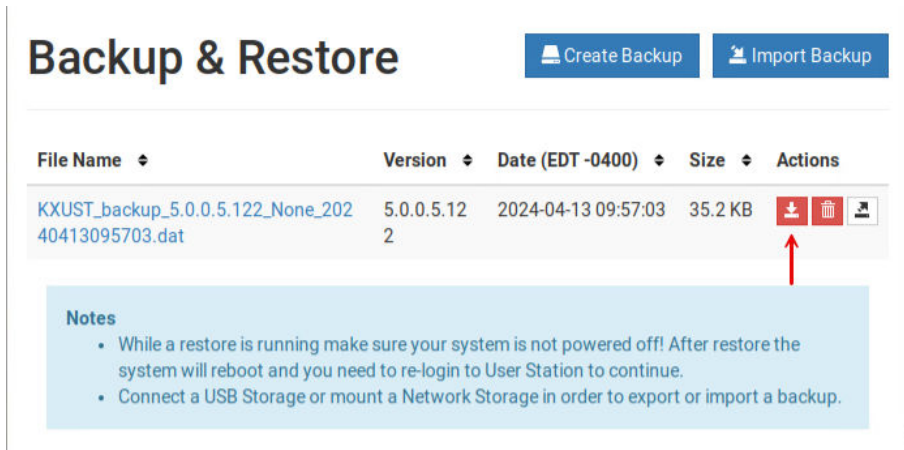 Backup & Restore
Create Backup
Import Backup
File Name Version Date (EDT -0400) Size Actions
KXUST_backup_5.0.0.5.122_None_202 5.0.0.5.12 2024-04-13 09:57:03 35.2 KB
40413095703.dat 2
Notes
• While a restore is running make sure your system is not powered off! After restore the
system will reboot and you need to re-login to User Station to continue.
• Connect a USB Storage or mount a Network Storage in order to export or import a backup.